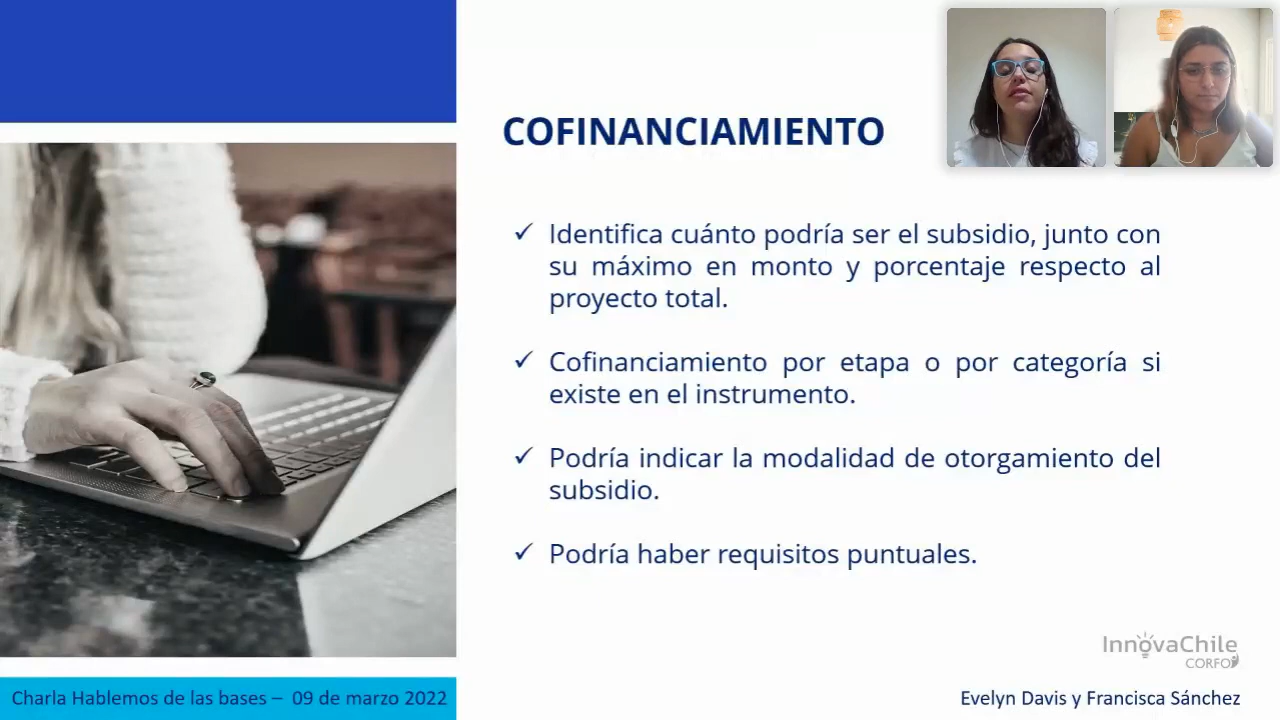 COFINANCIAMIENTO
✓ Identifica cuánto podría ser el subsidio, junto con
su máximo en monto y porcentaje respecto al
proyecto total.
✓ Cofinanciamiento por etapa o por categoría si
existe en el instrumento.
✓ Podría indicar la modalidad de otorgamiento del
subsidio.
✓ Podría haber requisitos puntuales.
InnovaChile
CORFO
Charla Hablemos de las bases – 09 de marzo 2022
Evelyn Davis y Francisca Sánchez